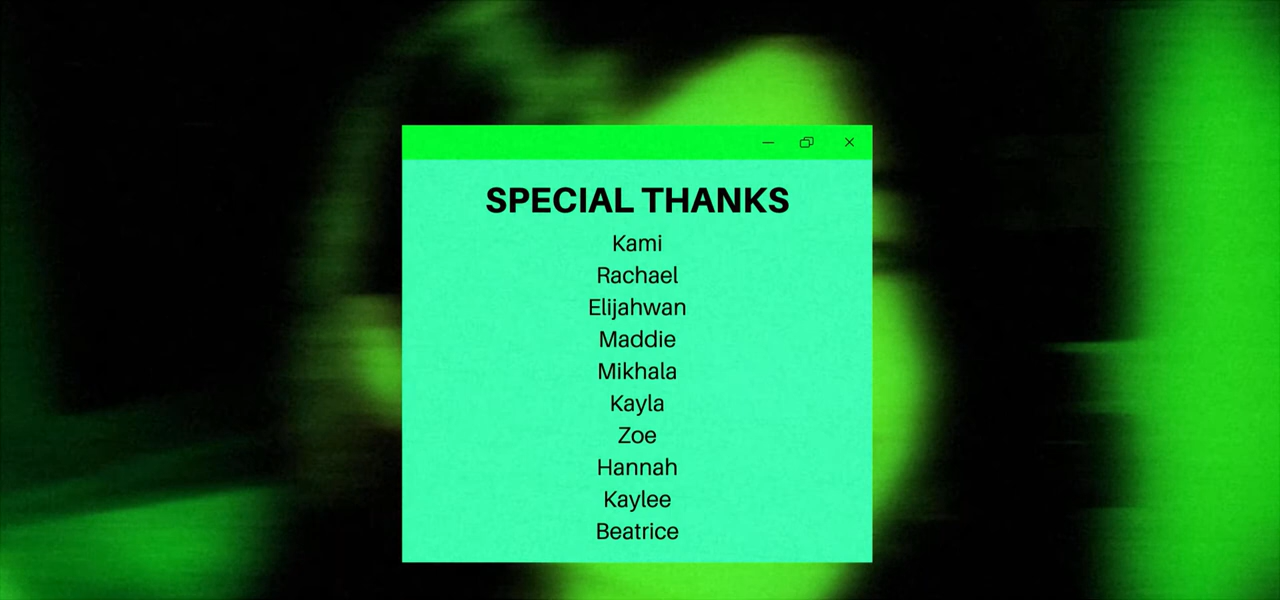 SPECIAL THANKS
Kami
Rachael
Elijahwan
Maddie
Mikhala
Kayla
Zoe
Hannah
Kaylee
Beatrice